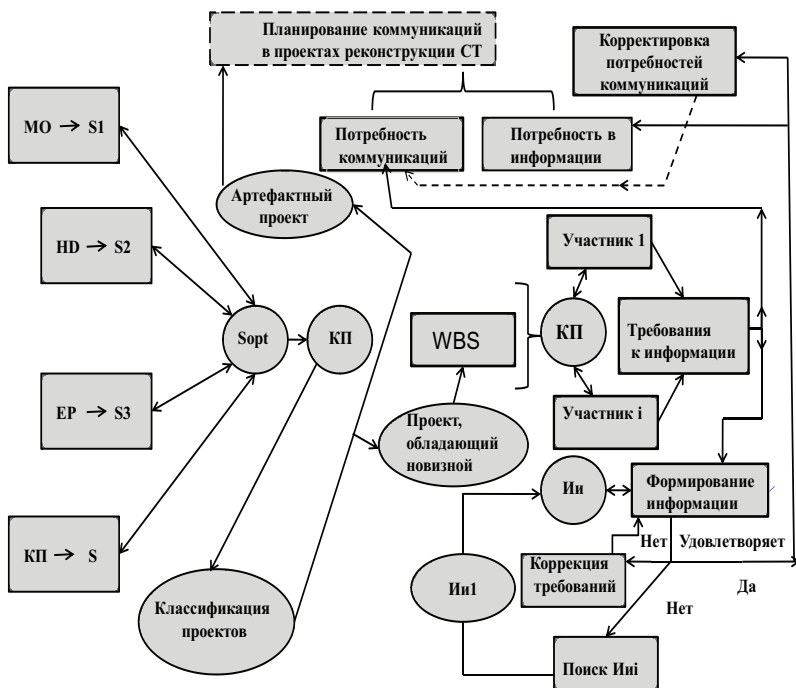 Планирование коммуникаций
в проектах реконструкции СТ
Корректировка
потребностей
коммуникаций
МО → S1
Потребность
коммуникаций
Потребность в
информации
Артефактный
проект
HD → S2
Участник 1
Sopt
КП
WBS
КП
Требования
к информации
EP → S3
Участник i
Проект,
обладающий
новизной
Ии
Формирование
информации
КП → S
Нет
Удовлетворяет
Коррекция
требований
Да
Ии1
Нет
Классификация
проектов
Поиск Ииi